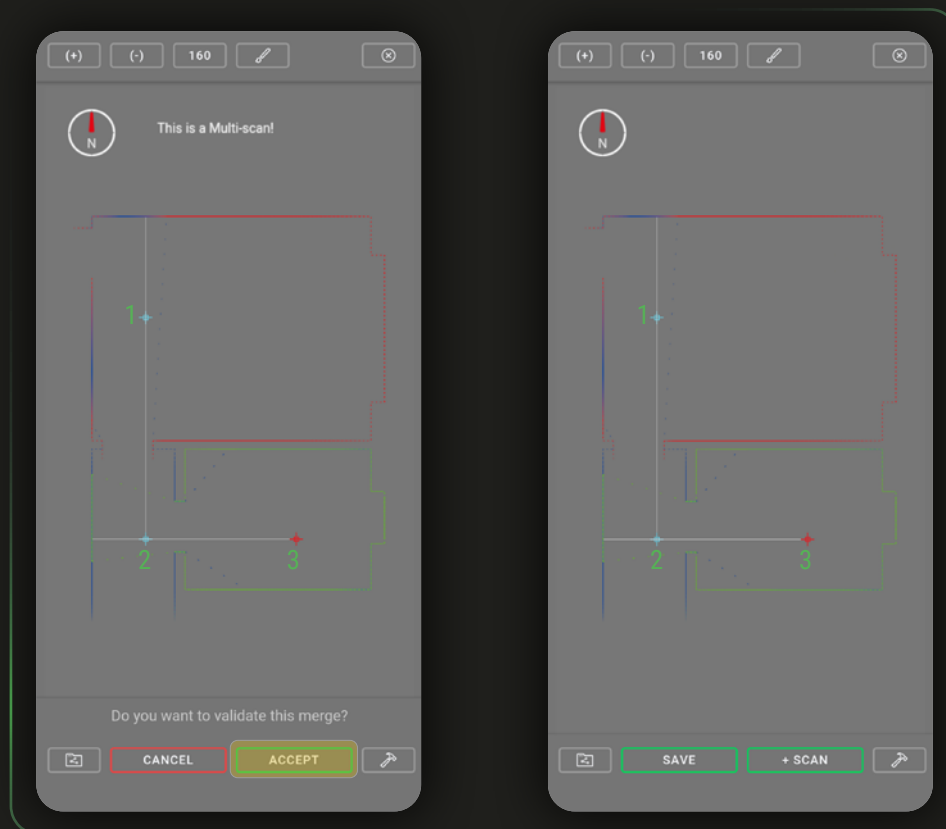 (+) (-) 160
N This is a Multi-scan!
1
2 3
Do you want to validate this merge?
CANCEL ACCEPT
(+) (-) 160
N
1
2 3
SAVE + SCAN